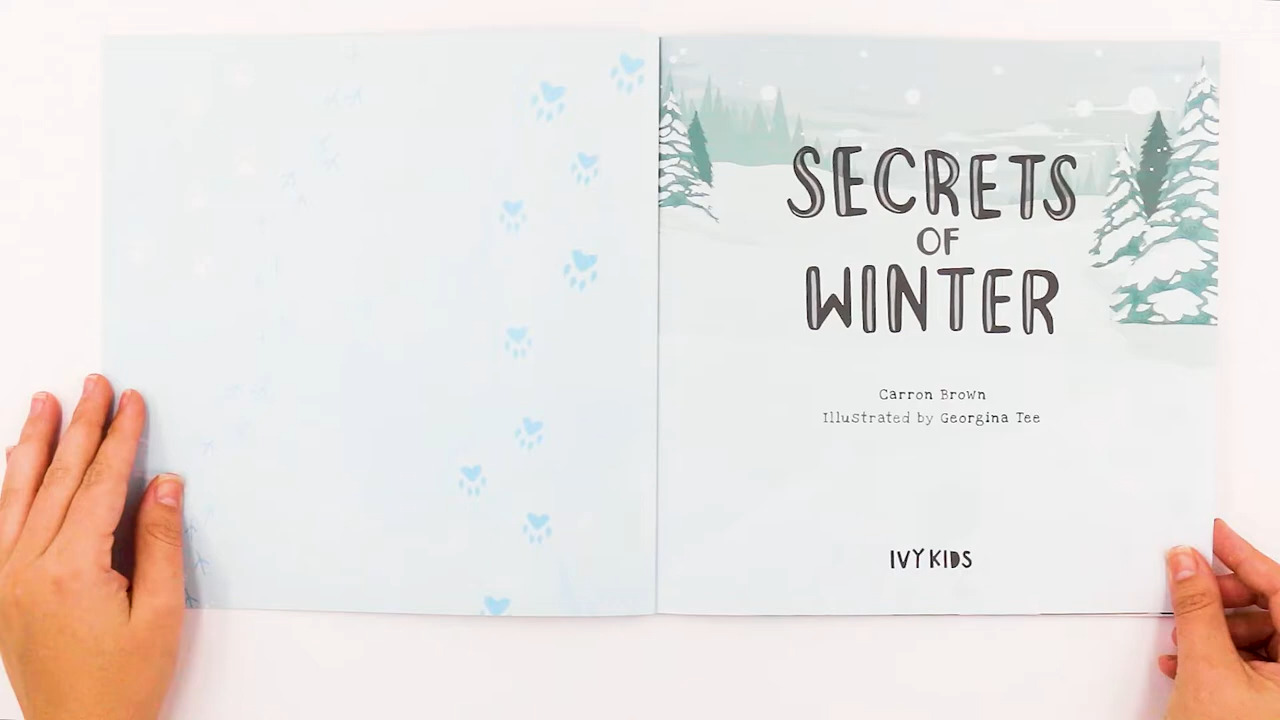 SECRETS
OF
WINTER
Carron Brown
Illustrated by Georgina Tee
IVY KIDS